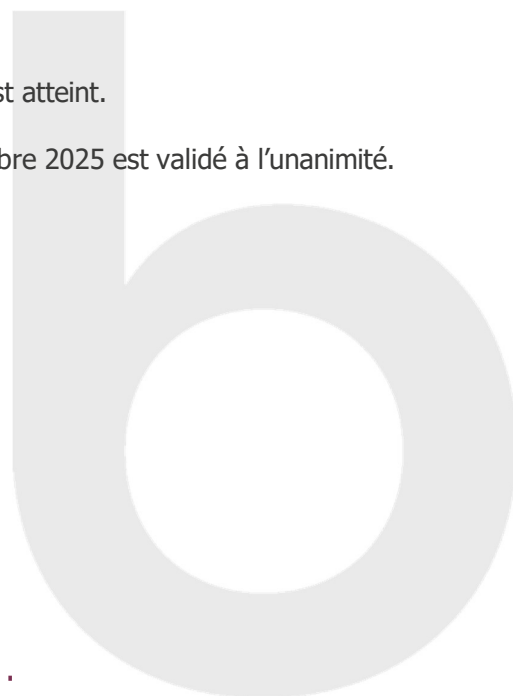 st atteint.
bre 2025 est validé à l’unanimité.